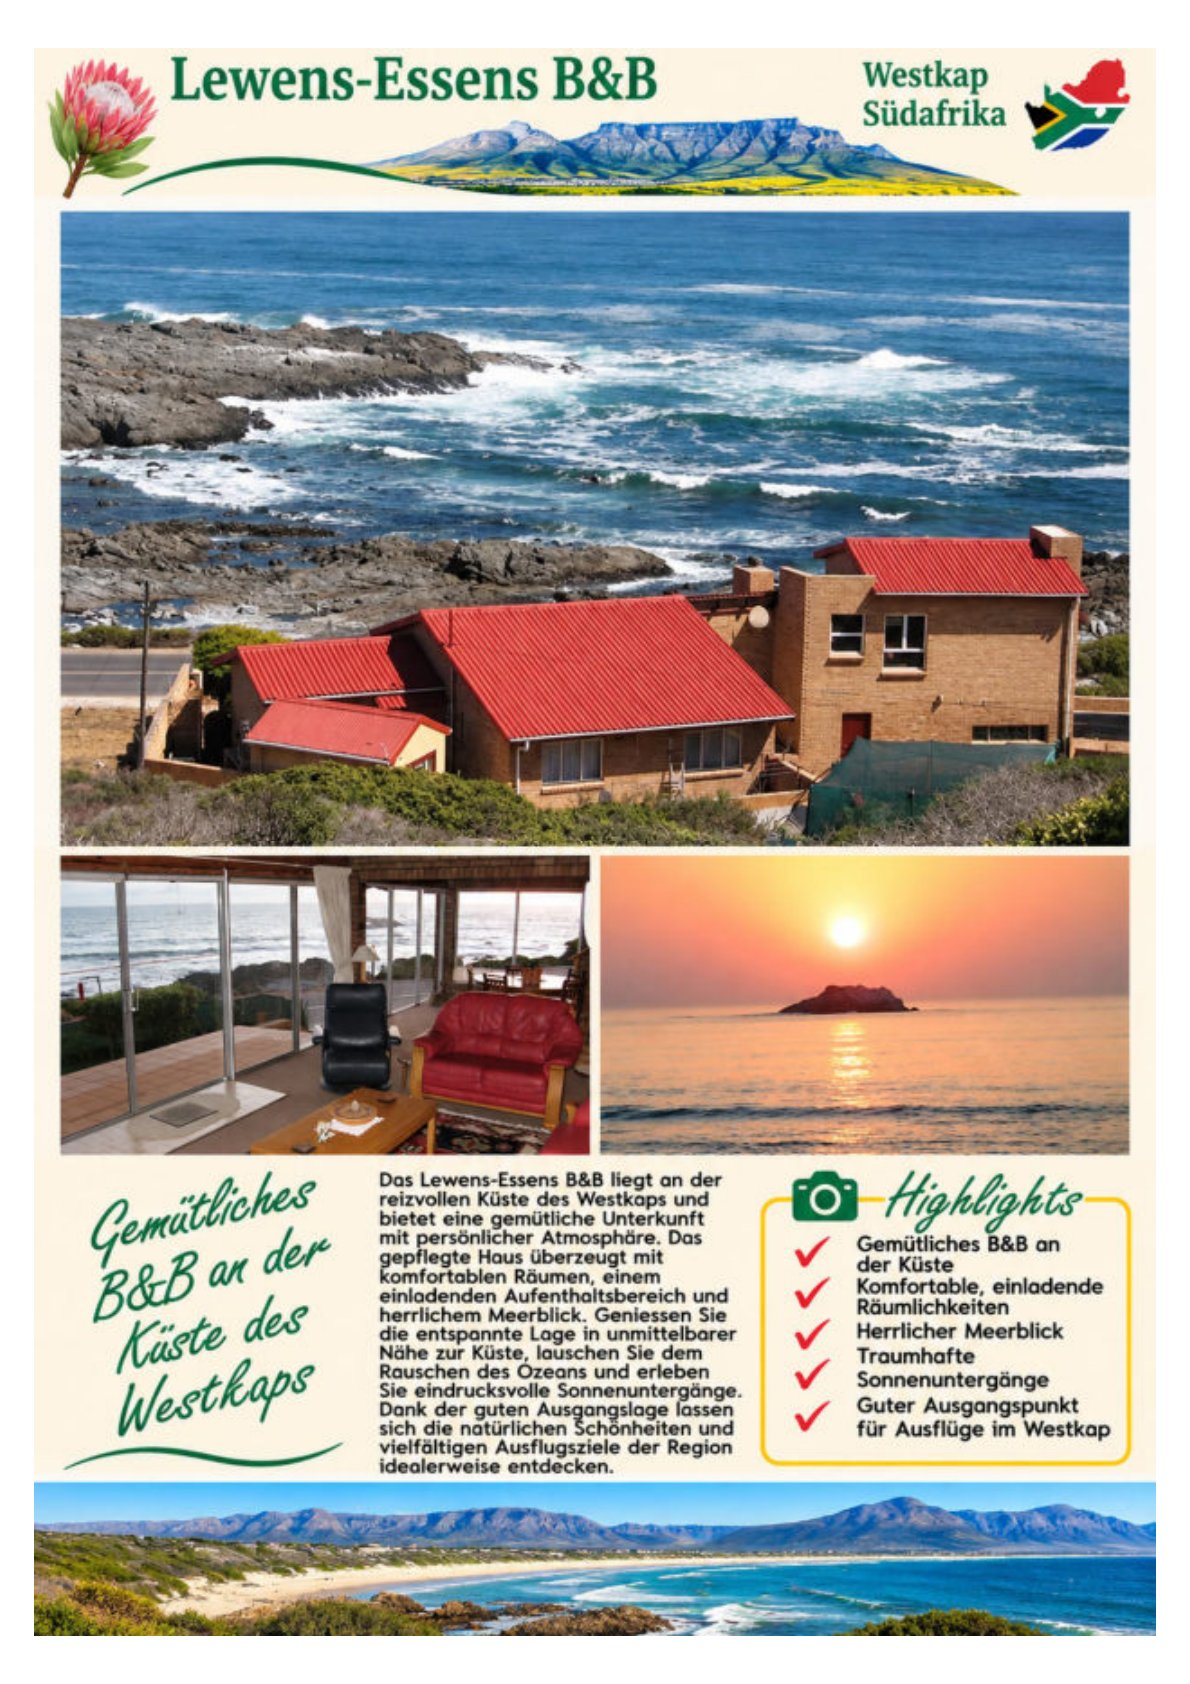 Lewens-Essens B&B
Westkap
Südafrika
Gemütliches
B&B an der
Küste des
Westkaps
Das Lewens-Essens B&B liegt an der
reizvollen Küste des Westkaps und
bietet eine gemütliche Unterkunft
mit persönlicher Atmosphäre. Das
gepflegte Haus überzeugt mit
komfortablen Räumen, einem
einladenden Aufenthaltsbereich und
herrlichem Meerblick. Geniessen Sie
die entspannte Lage in unmittelbarer
Nähe zur Küste, lauschen Sie dem
Rauschen des Ozeans und erleben
Sie eindrucksvolle Sonnenuntergänge.
Dank der guten Ausgangslage lassen
sich die natürlichen Schönheiten und
vielfältigen Ausflugsziele der Region
idealerweise entdecken.
Highlights
Gemütliches B&B an
der Küste
Komfortable, einladende
Räumlichkeiten
Herrlicher Meerblick
Traumhafte
Sonnenuntergänge
Guter Ausgangspunkt
für Ausflüge im Westkap